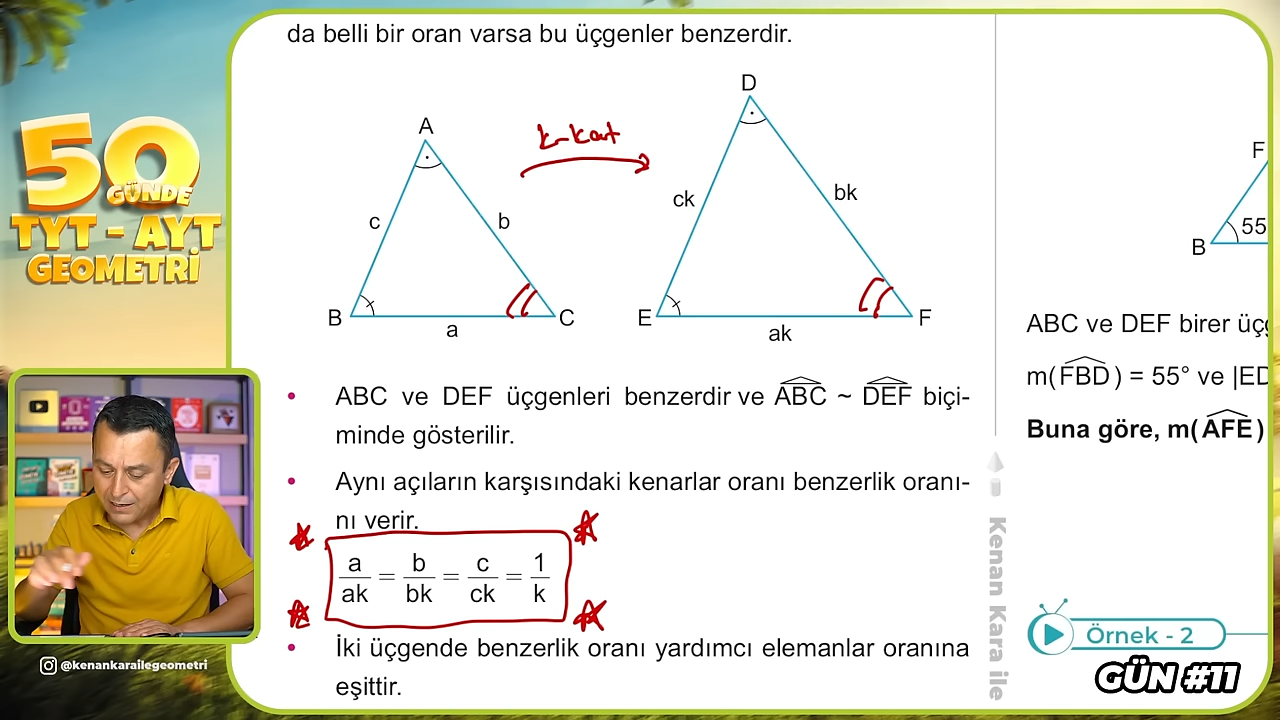 50
GÜNDE
TYT - AYT
GEOMETRİ
@kenankarailegeometri
da belli bir oran varsa bu üçgenler benzerdir.
A
c
b
B
a
C
k-kat
D
ck
bk
E
ak
F
• ABC ve DEF üçgenleri benzerdir ve ABC ~ DEF biçi-
minde gösterilir.
• Aynı açıların karşısındaki kenarlar oranı benzerlik oranı-
nı verir.
a/ak = b/bk = c/ck = 1/k
• İki üçgende benzerlik oranı yardımcı elemanlar oranına
eşittir.
Kenan Kara ile
F
55
B
ABC ve DEF birer üç
m(FBD) = 55° ve |ED
Buna göre, m(AFE)
Örnek - 2
GÜN #11